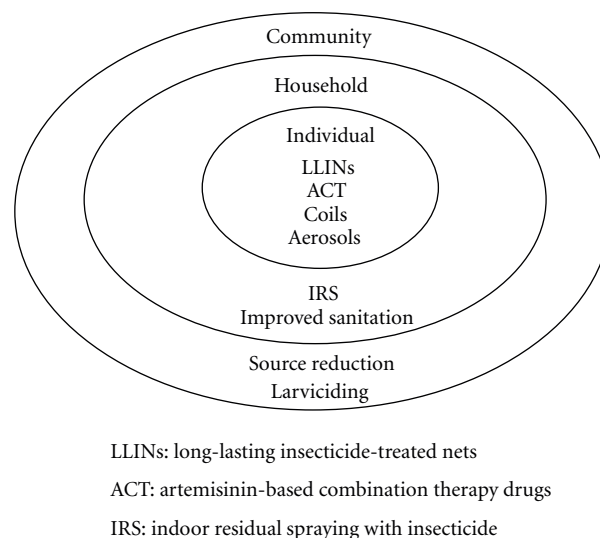 Community
Household
Individual
LLINs
ACT
Coils
Aerosols
IRS
Improved sanitation
Source reduction
Larviciding
LLINs: long-lasting insecticide-treated nets
ACT: artemisinin-based combination therapy drugs
IRS: indoor residual spraying with insecticide